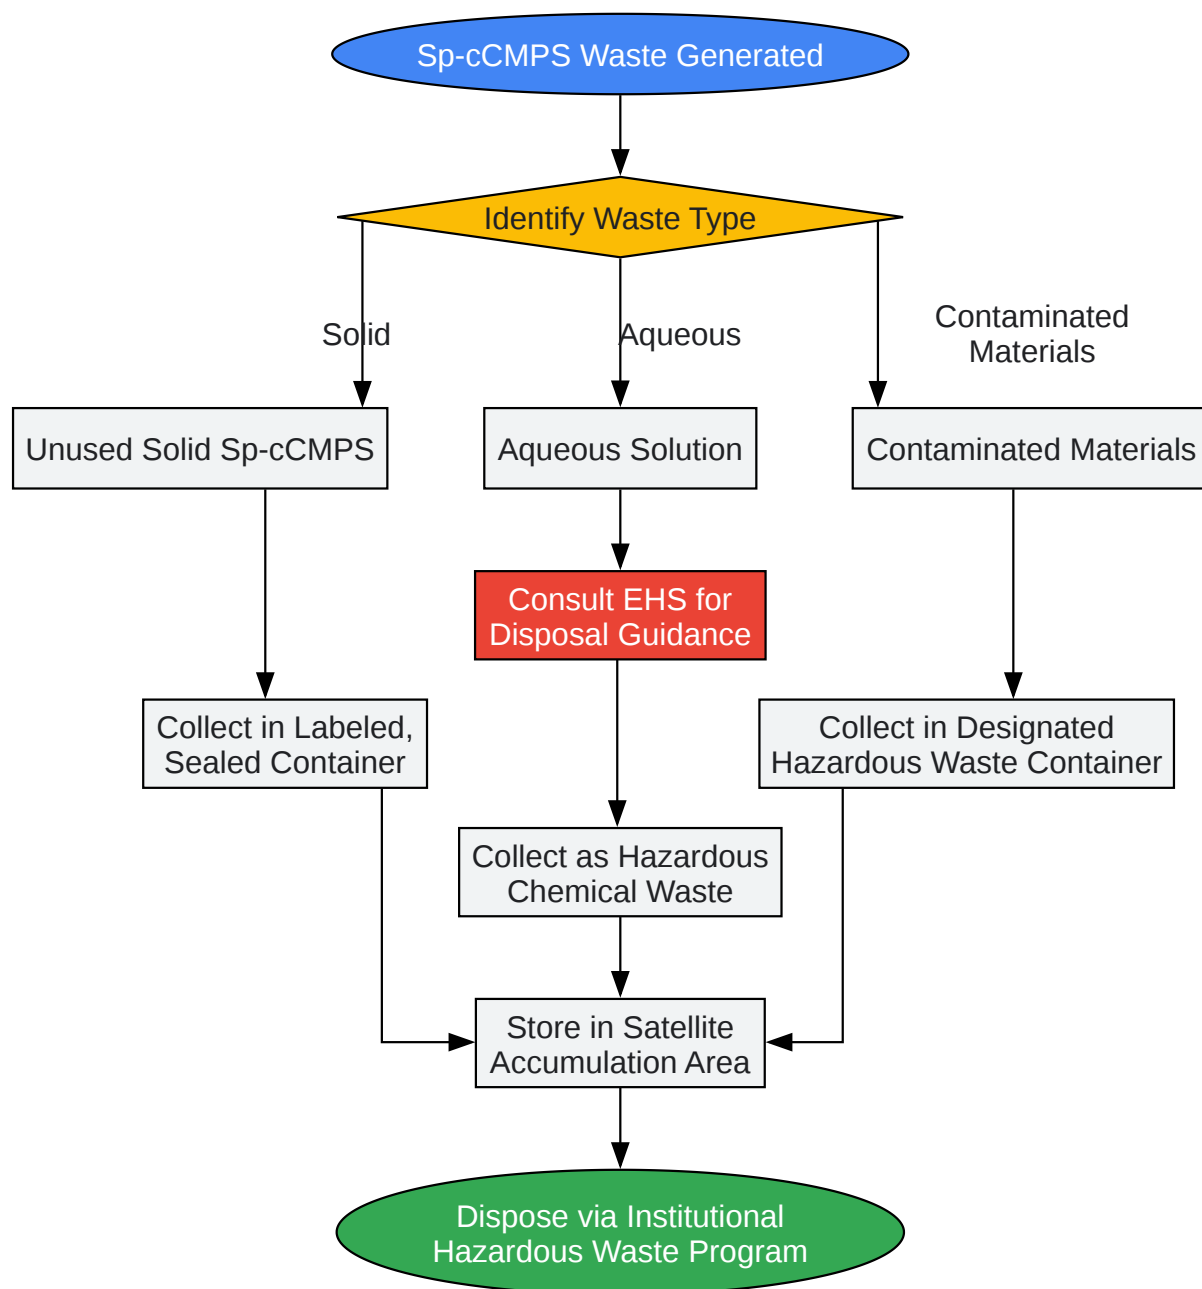 Sp-cCMPS Waste Generated
Identify Waste Type
Solid
Aqueous
Contaminated
Materials
Unused Solid Sp-cCMPS
Aqueous Solution
Contaminated Materials
Consult EHS for
Disposal Guidance
Collect in Labeled,
Sealed Container
Collect in Designated
Hazardous Waste Container
Collect as Hazardous
Chemical Waste
Store in Satellite
Accumulation Area
Dispose via Institutional
Hazardous Waste Program